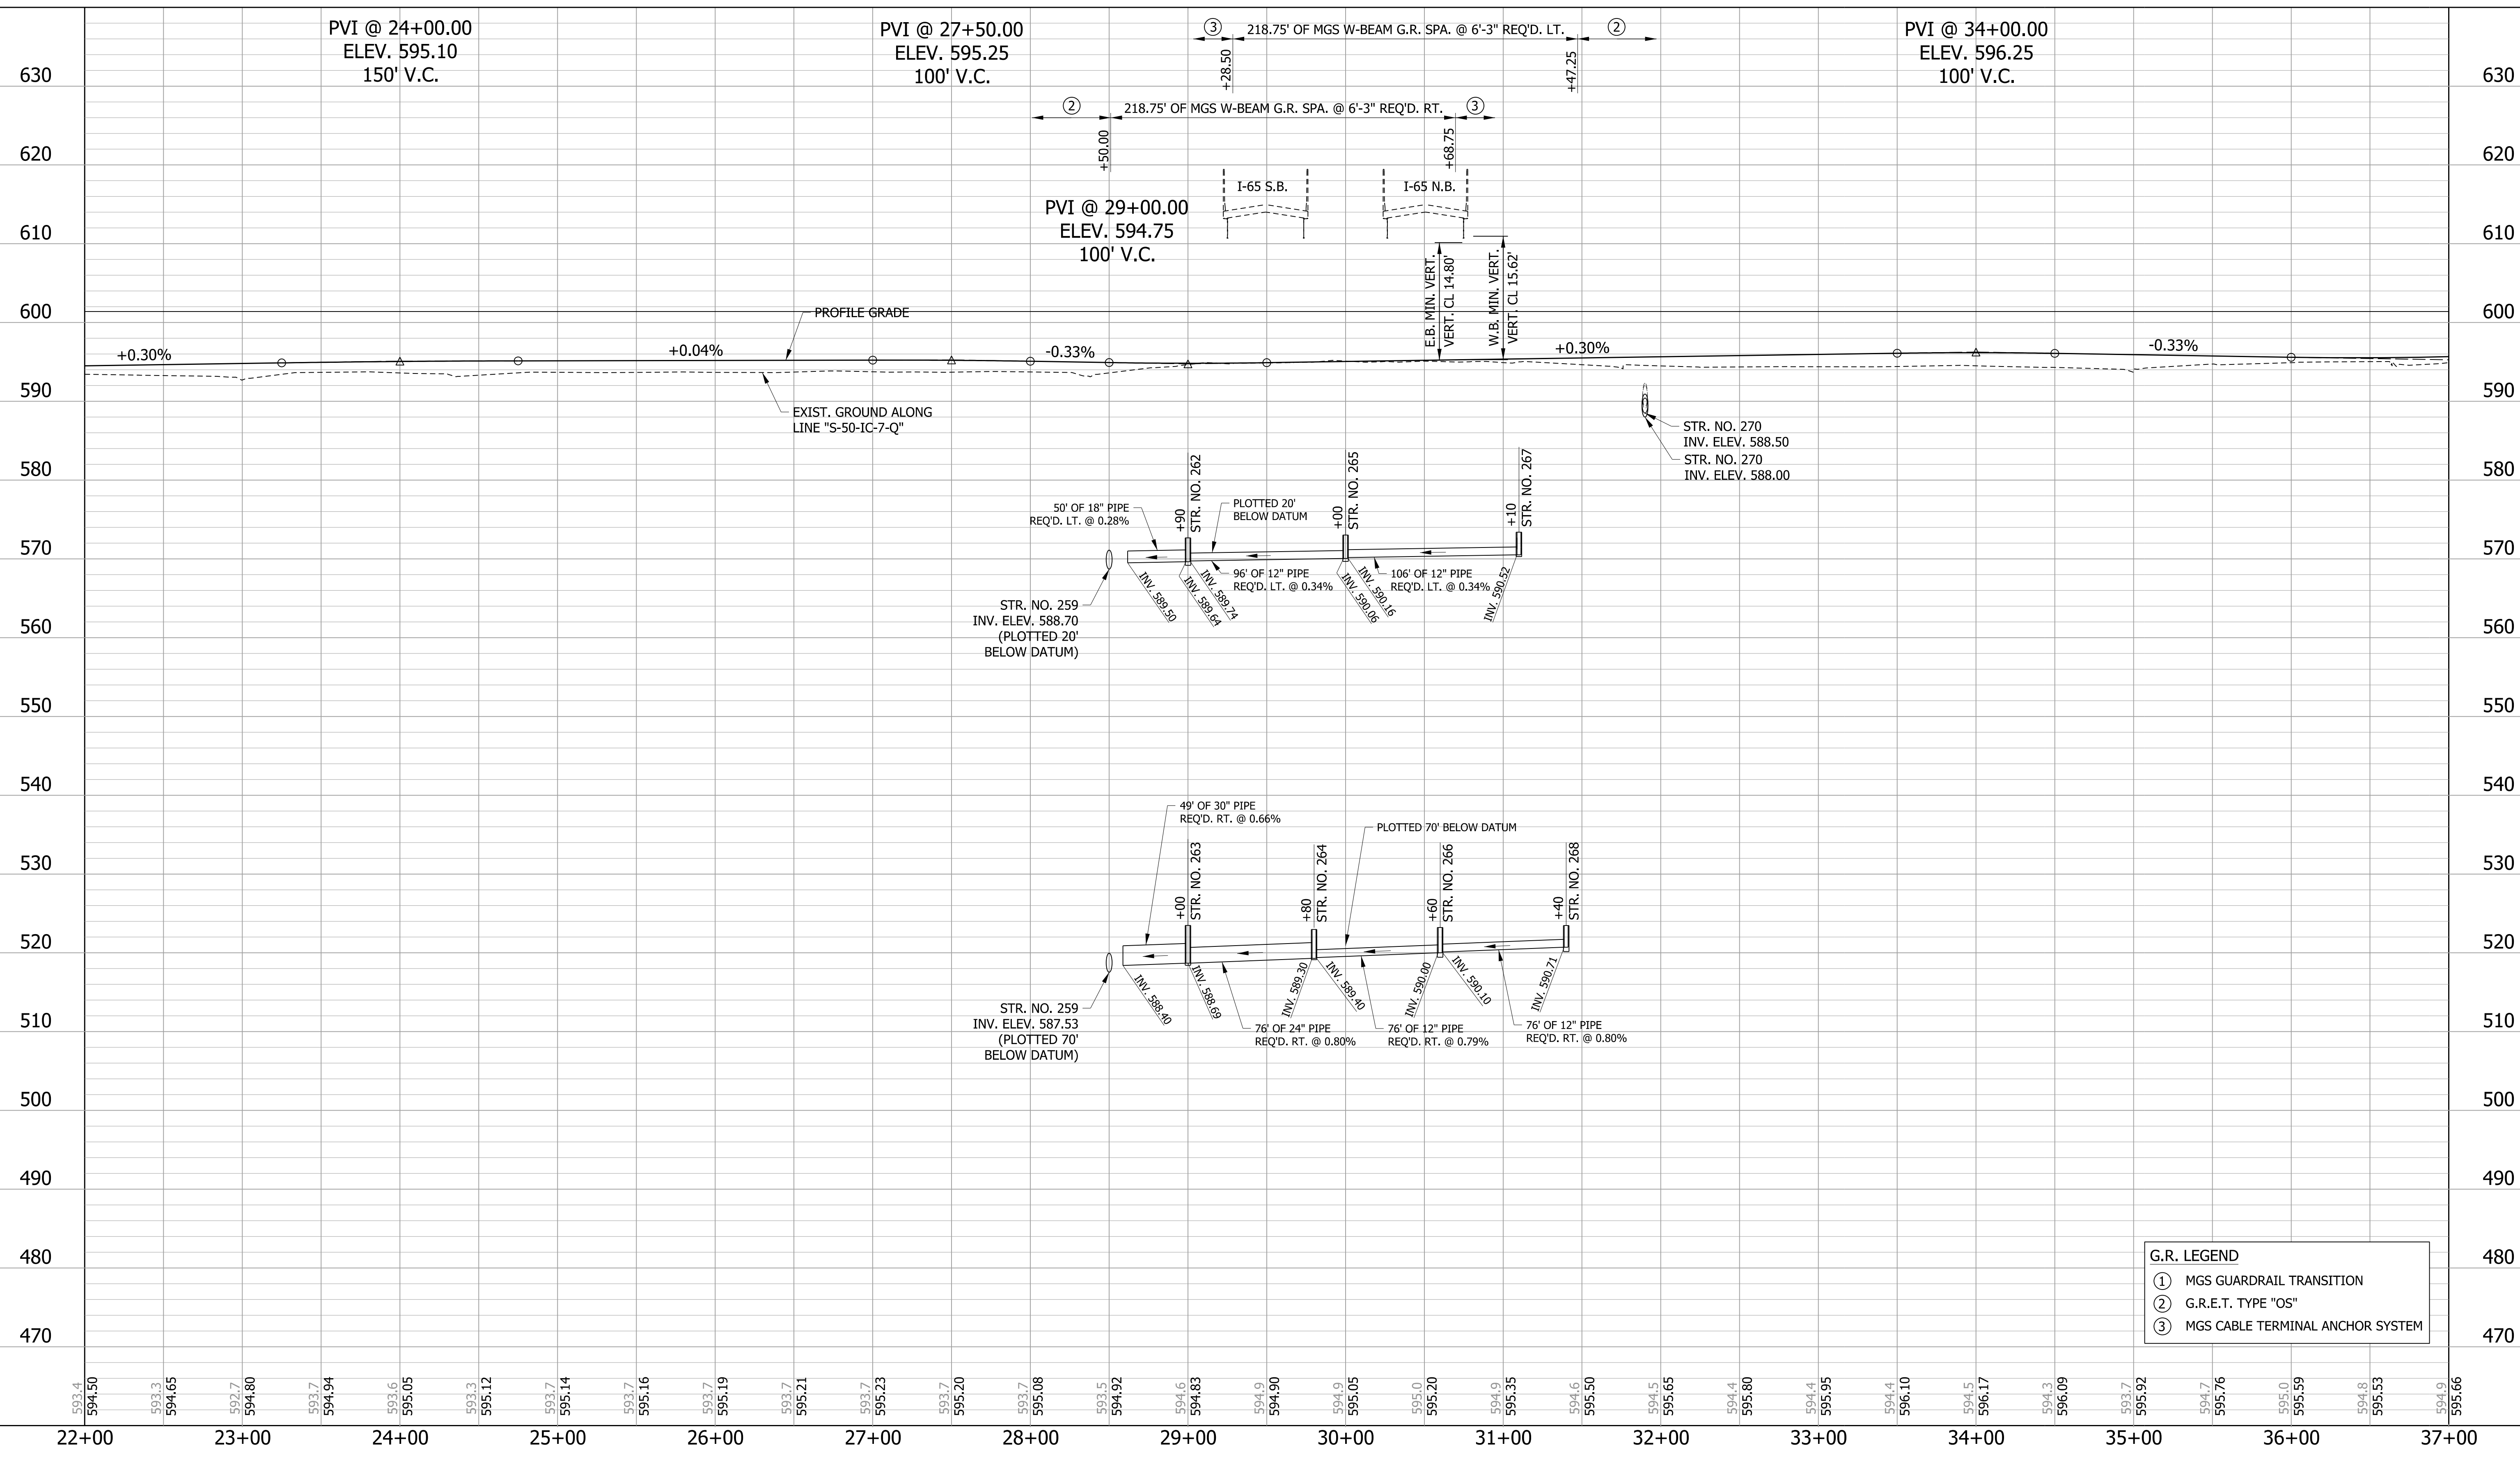 PVI @ 24+00.00
ELEV. 595.10
150' V.C.
PVI @ 27+50.00
ELEV. 595.25
100' V.C.
3
218.75' OF MGS W-BEAM G.R. SPA. @ 6'-3" REQ'D. LT.
2
+28.50
+47.25
PVI @ 34+00.00
ELEV. 596.25
100' V.C.
2
218.75' OF MGS W-BEAM G.R. SPA. @ 6'-3" REQ'D. RT.
3
+50.00
+68.75
I-65 S.B.
I-65 N.B.
PVI @ 29+00.00
ELEV. 594.75
100' V.C.
E.B. MIN. VERT.
VERT. CL 14.80'
W.B. MIN. VERT.
VERT. CL 15.62'
630
630
620
620
610
610
600
600
590
590
580
580
570
570
560
560
550
550
540
540
530
530
520
520
510
510
500
500
490
490
480
480
470
470
PROFILE GRADE
+0.30%
+0.04%
-0.33%
+0.30%
-0.33%
EXIST. GROUND ALONG
LINE "S-50-IC-7-Q"
STR. NO. 270
INV. ELEV. 588.50
STR. NO. 270
INV. ELEV. 588.00
50' OF 18" PIPE
REQ'D. LT. @ 0.28%
+90
STR. NO. 262
PLOTTED 20'
BELOW DATUM
+00
STR. NO. 265
+10
STR. NO. 267
96' OF 12" PIPE
REQ'D. LT. @ 0.34%
106' OF 12" PIPE
REQ'D. LT. @ 0.34%
INV. 589.50
INV. 589.64
INV. 589.74
INV. 590.06
INV. 590.16
INV. 590.52
STR. NO. 259
INV. ELEV. 588.70
(PLOTTED 20'
BELOW DATUM)
49' OF 30" PIPE
REQ'D. RT. @ 0.66%
PLOTTED 70' BELOW DATUM
+00
STR. NO. 263
+80
STR. NO. 264
+60
STR. NO. 266
+40
STR. NO. 268
INV. 588.40
INV. 588.69
INV. 589.30
INV. 589.40
INV. 590.00
INV. 590.10
INV. 590.71
STR. NO. 259
INV. ELEV. 587.53
(PLOTTED 70'
BELOW DATUM)
76' OF 24" PIPE
REQ'D. RT. @ 0.80%
76' OF 12" PIPE
REQ'D. RT. @ 0.79%
76' OF 12" PIPE
REQ'D. RT. @ 0.80%
G.R. LEGEND
1 MGS GUARDRAIL TRANSITION
2 G.R.E.T. TYPE "OS"
3 MGS CABLE TERMINAL ANCHOR SYSTEM
593.4
594.50
593.3
594.65
592.7
594.80
593.7
594.94
593.6
595.05
593.3
595.12
593.7
595.14
593.7
595.16
593.7
595.19
593.7
595.21
593.7
595.23
593.7
595.20
593.7
595.08
593.5
594.92
594.6
594.83
594.9
594.90
594.9
595.05
595.0
595.20
594.9
595.35
594.6
595.50
594.5
595.65
594.4
595.80
594.4
595.95
594.4
596.10
594.5
596.17
594.3
596.09
593.7
595.92
594.7
595.76
595.0
595.59
594.8
595.53
594.9
595.66
22+00 23+00 24+00 25+00 26+00 27+00 28+00 29+00 30+00 31+00 32+00 33+00 34+00 35+00 36+00 37+00